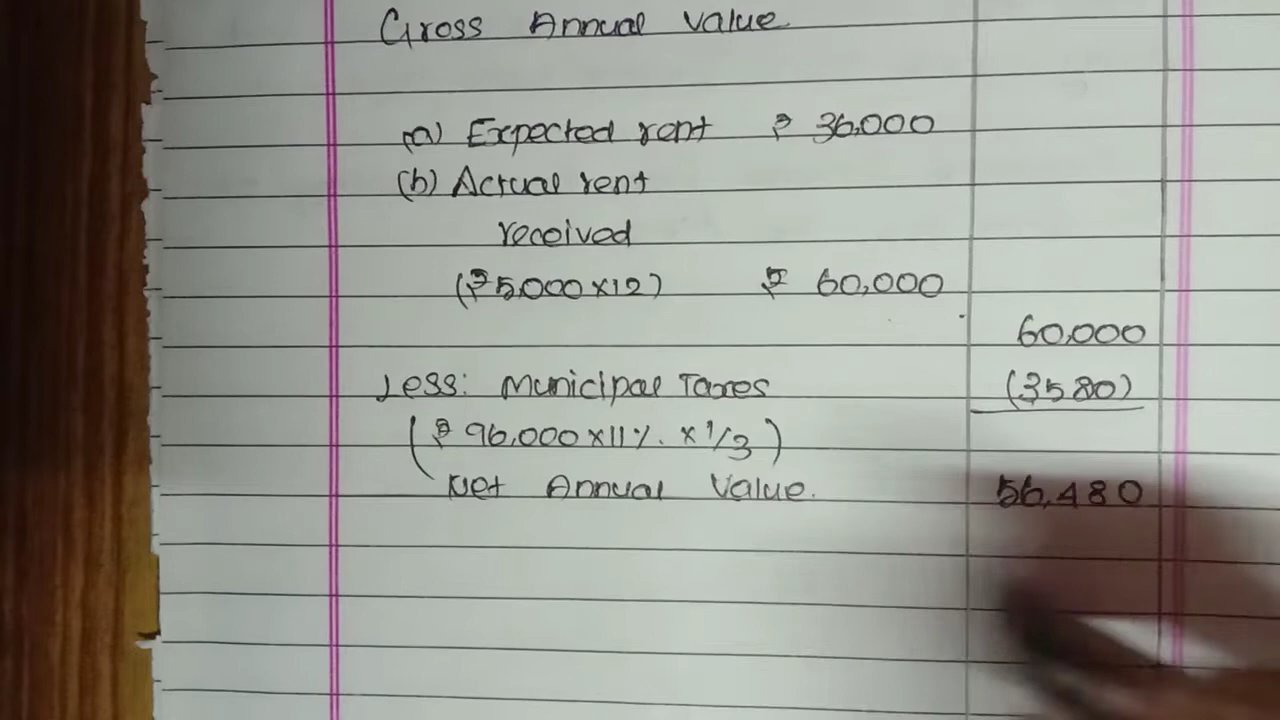 Gross Annual Value
(a) Expected rent ₹ 36,000
(b) Actual rent
received
(₹5,000 x12) ₹ 60,000
60,000
Less: Municipal Taxes (3580)
(₹ 96,000 x11%. x 1/3)
Net Annual Value. 56,480